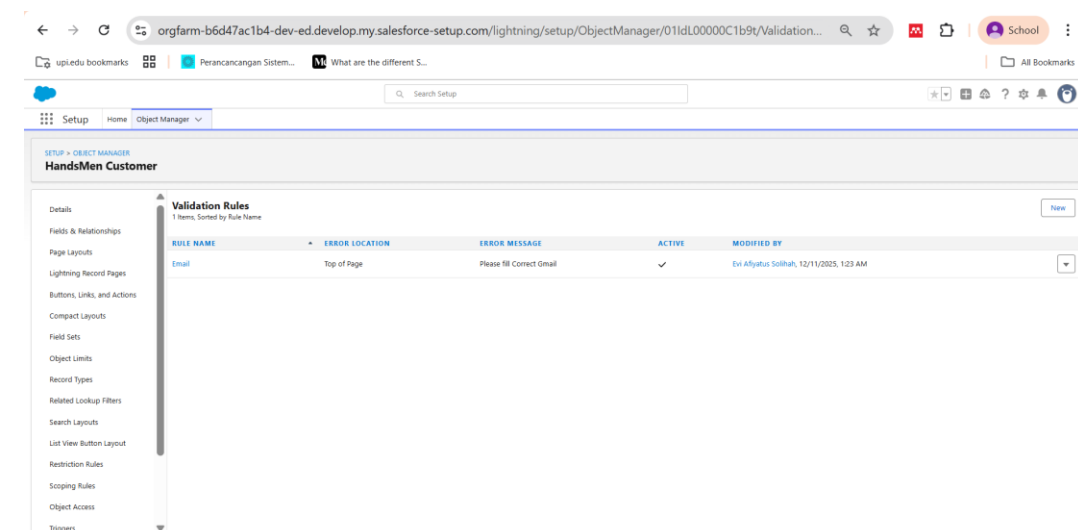 orgfarm-b6d47ac1b4-dev-ed.develop.my.salesforce-setup.com/lightning/setup/ObjectManager/01IdL00000C1b9t/Validation...
School
upi.edu bookmarks
Perancancangan Sistem...
What are the different S...
All Bookmarks
Search Setup
Setup
Home
Object Manager
SETUP > OBJECT MANAGER
HandsMen Customer
Details
Fields & Relationships
Page Layouts
Lightning Record Pages
Buttons, Links, and Actions
Compact Layouts
Field Sets
Object Limits
Record Types
Related Lookup Filters
Search Layouts
List View Button Layout
Restriction Rules
Scoping Rules
Object Access
Triggers
Validation Rules
1 Items, Sorted by Rule Name
New
RULE NAME ERROR LOCATION ERROR MESSAGE ACTIVE MODIFIED BY
Email Top of Page Please fill Correct Gmail Evi Afiyatus Solihah, 12/11/2025, 1:23 AM